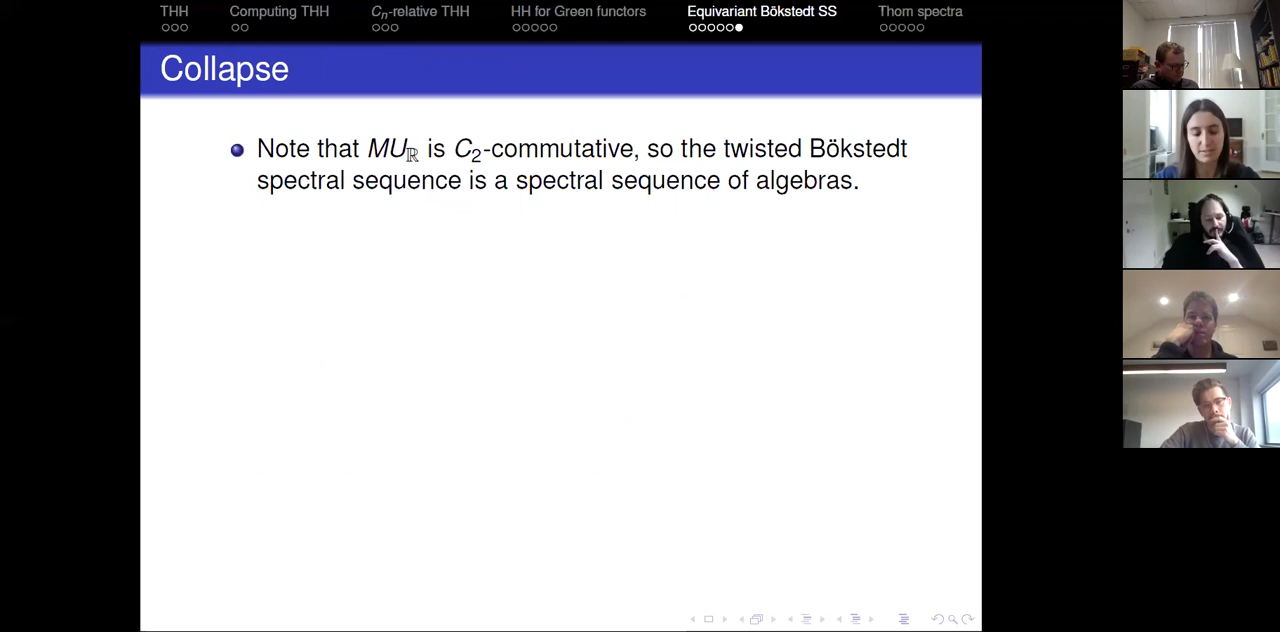 THH Computing THH Cn-relative THH HH for Green functors Equivariant Bökstedt SS Thom spectra
Collapse
Note that MUℝ is C2-commutative, so the twisted Bökstedt
spectral sequence is a spectral sequence of algebras.